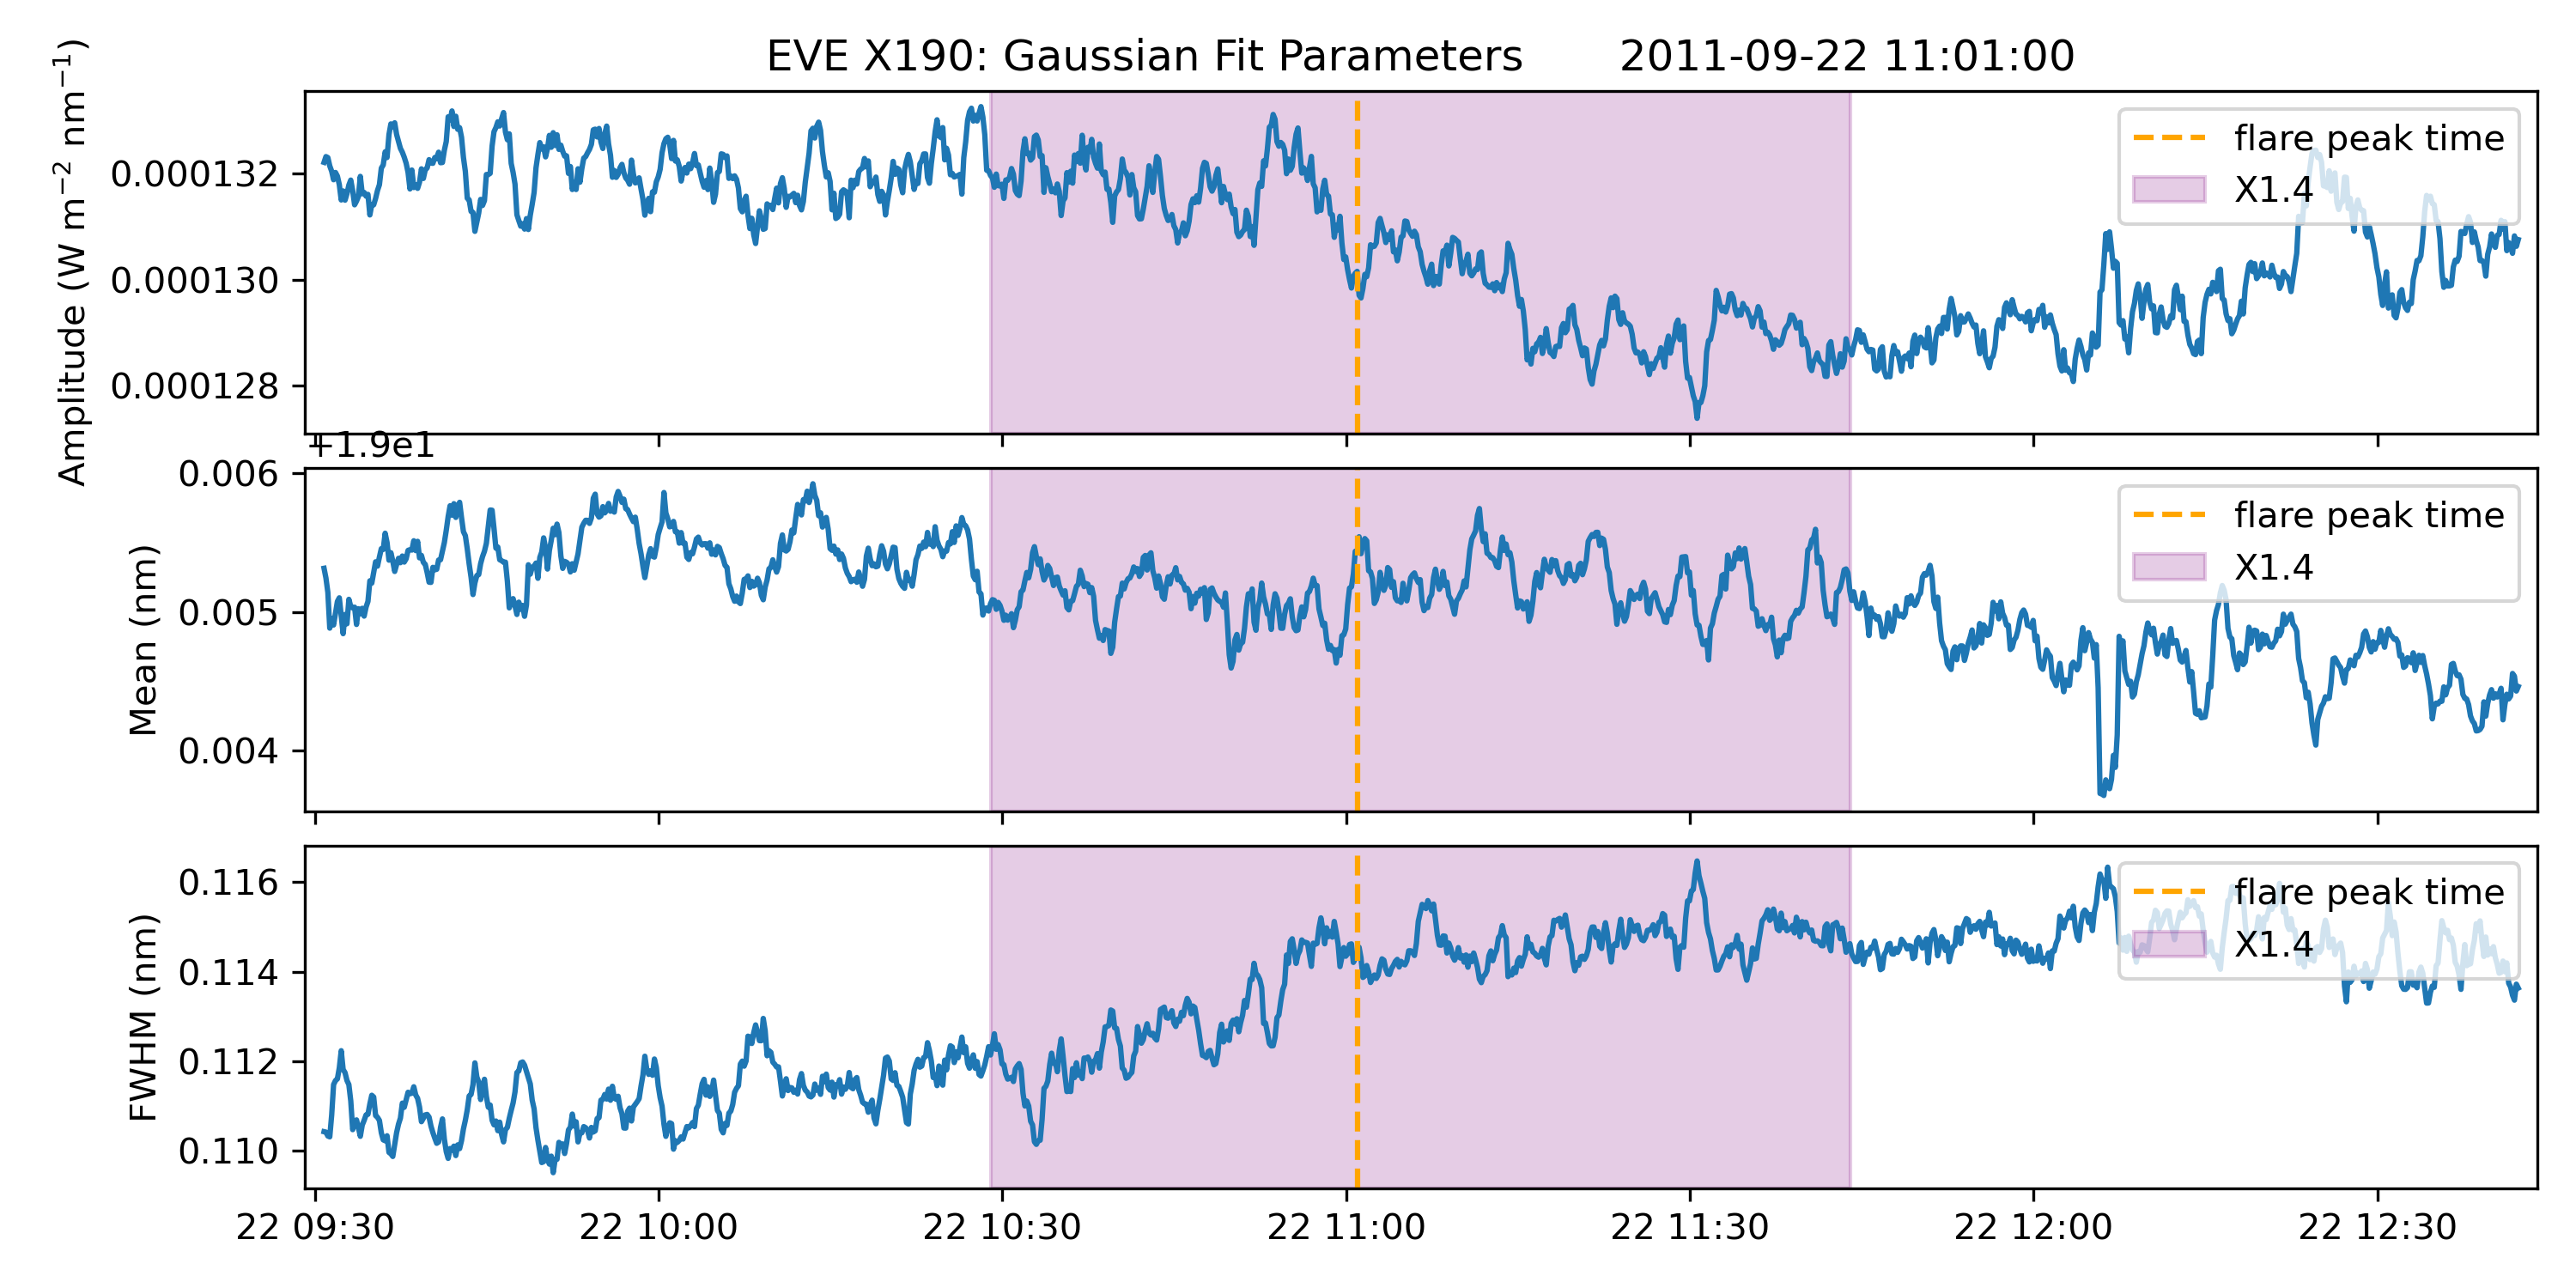 EVE X190: Gaussian Fit Parameters 2011-09-22 11:01:00
Amplitude (W m⁻² nm⁻¹)
0.000132
0.000130
0.000128
flare peak time
X1.4
+1.9e1
Mean (nm)
0.006
0.005
0.004
flare peak time
X1.4
FWHM (nm)
0.116
0.114
0.112
0.110
flare peak time
X1.4
22 09:30 22 10:00 22 10:30 22 11:00 22 11:30 22 12:00 22 12:30